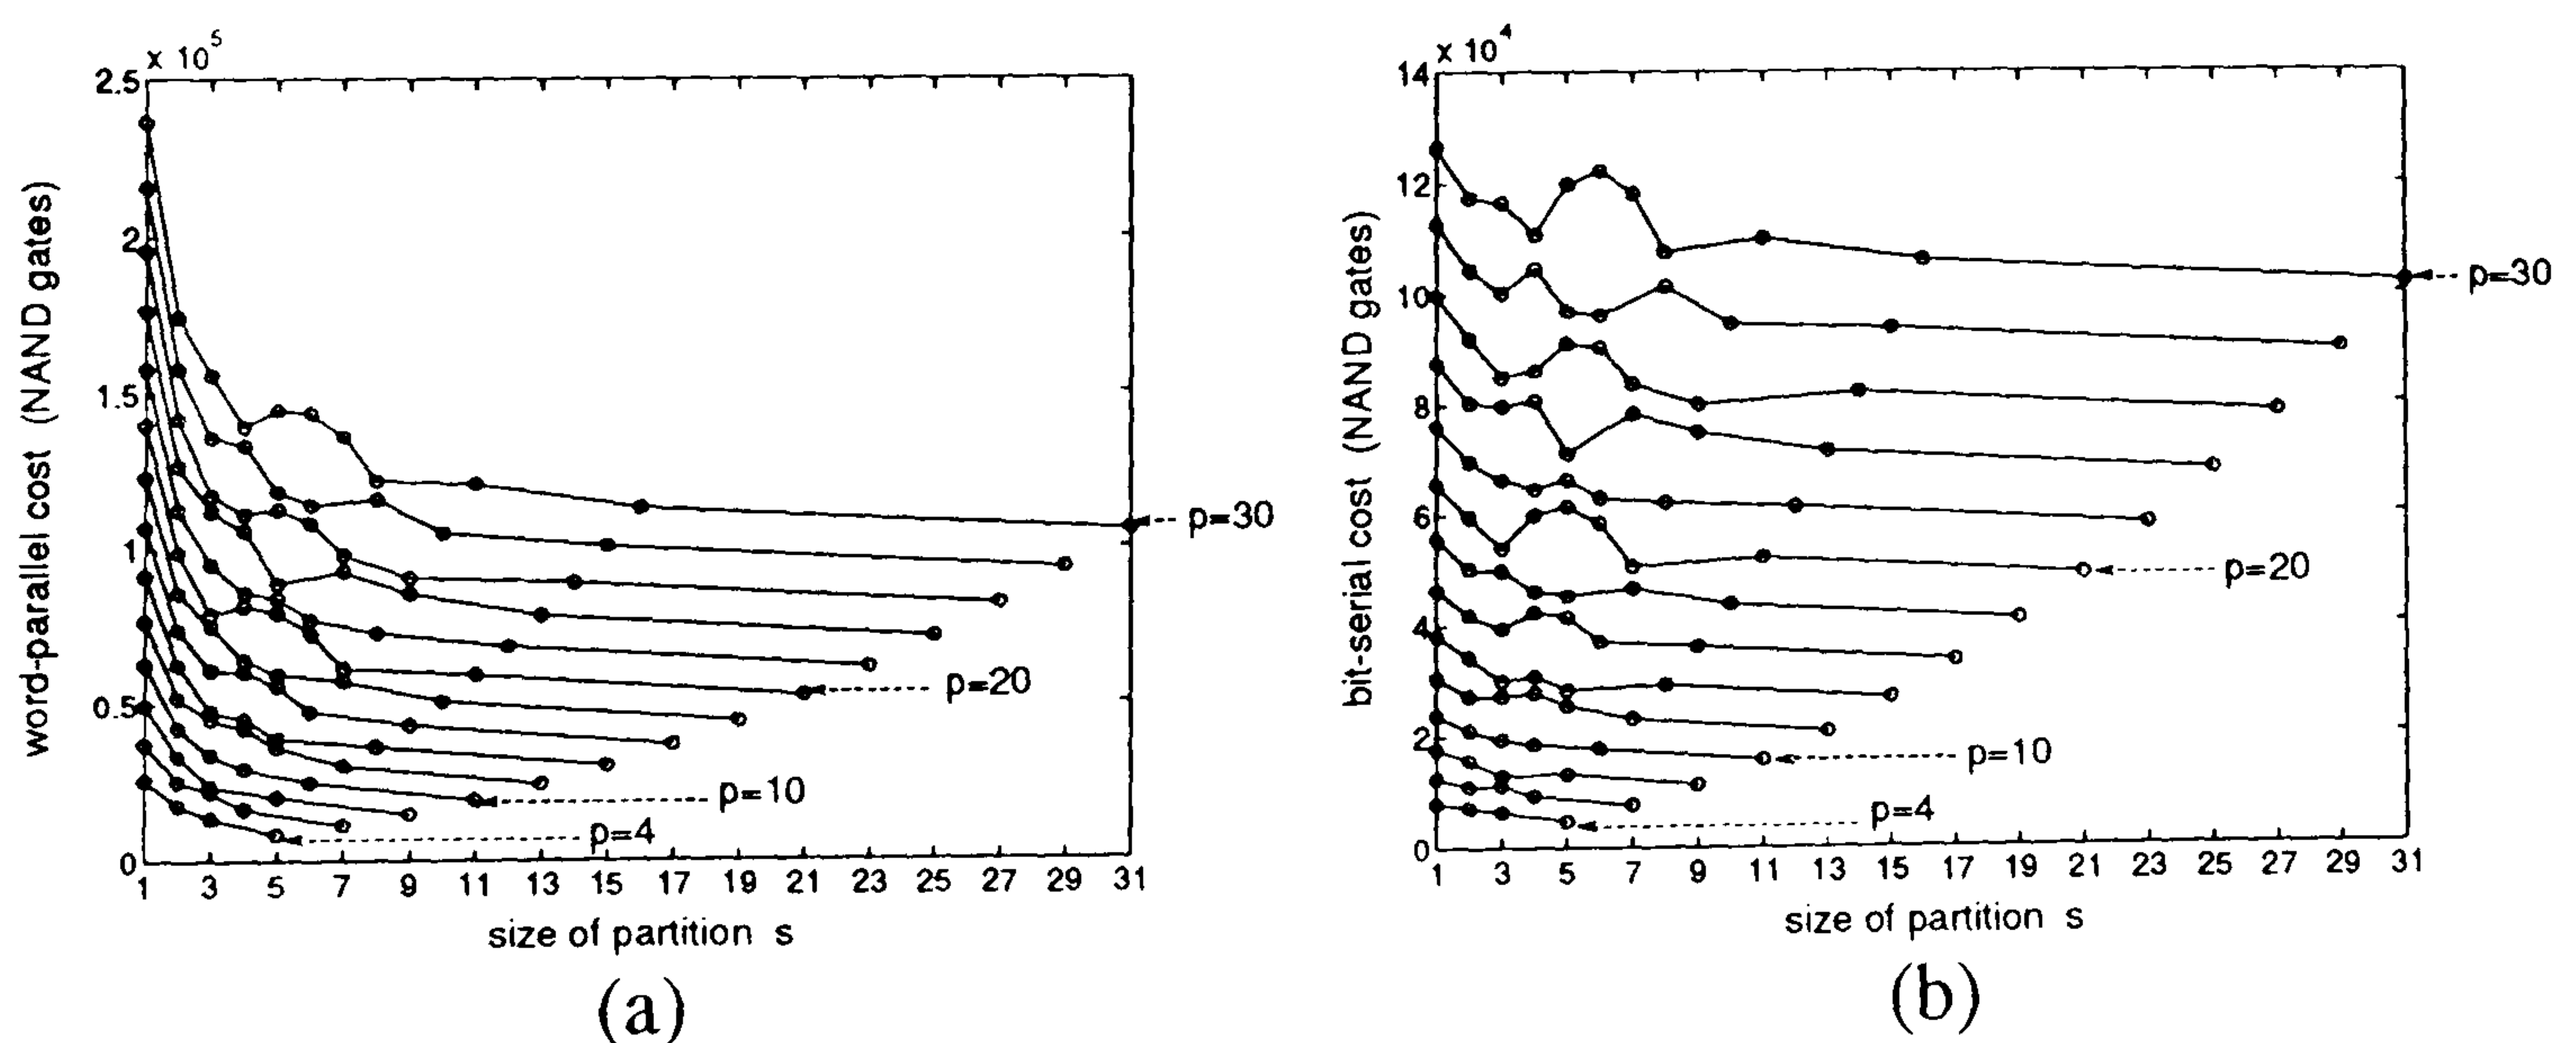 x 10^5
2.5
2
1.5
1
0.5
0
word-parallel cost (NAND gates)
p=30
p=20
p=10
p=4
1 3 5 7 9 11 13 15 17 19 21 23 25 27 29 31
size of partition s
(a)
x 10^4
14
12
10
8
6
4
2
0
bit-serial cost (NAND gates)
p=30
p=20
p=10
p=4
1 3 5 7 9 11 13 15 17 19 21 23 25 27 29 31
size of partition s
(b)